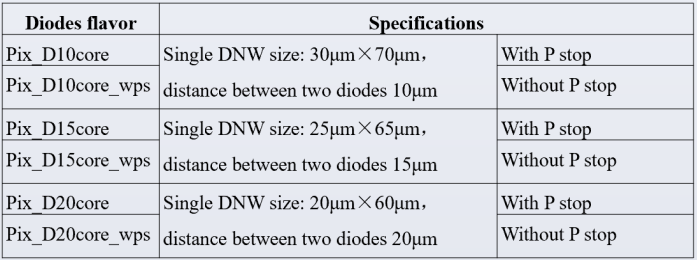 Diodes flavor Specifications
Pix_D10core Single DNW size: 30μm×70μm， With P stop
Pix_D10core_wps distance between two diodes 10μm Without P stop
Pix_D15core Single DNW size: 25μm×65μm， With P stop
Pix_D15core_wps distance between two diodes 15μm Without P stop
Pix_D20core Single DNW size: 20μm×60μm， With P stop
Pix_D20core_wps distance between two diodes 20μm Without P stop